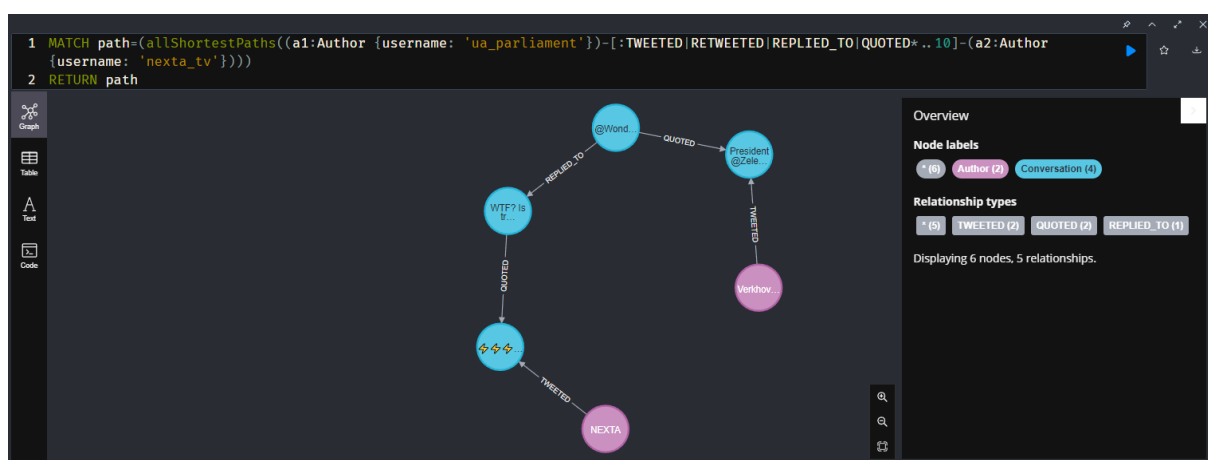 1 MATCH path=(allShortestPaths((a1:Author {username: 'ua_parliament'})-[:TWEETED|RETWEETED|REPLIED_TO|QUOTED*..10]-(a2:Author
{username: 'nexta_tv'})))
2 RETURN path
Graph
Table
Text
Code
@Wond...
QUOTED
President
@Zele...
REPLIED_TO
WTF? Is
tr...
TWEETED
QUOTED
Verkhov...
⚡⚡⚡...
TWEETED
NEXTA
Overview
Node labels
* (6) Author (2) Conversation (4)
Relationship types
* (5) TWEETED (2) QUOTED (2) REPLIED_TO (1)
Displaying 6 nodes, 5 relationships.